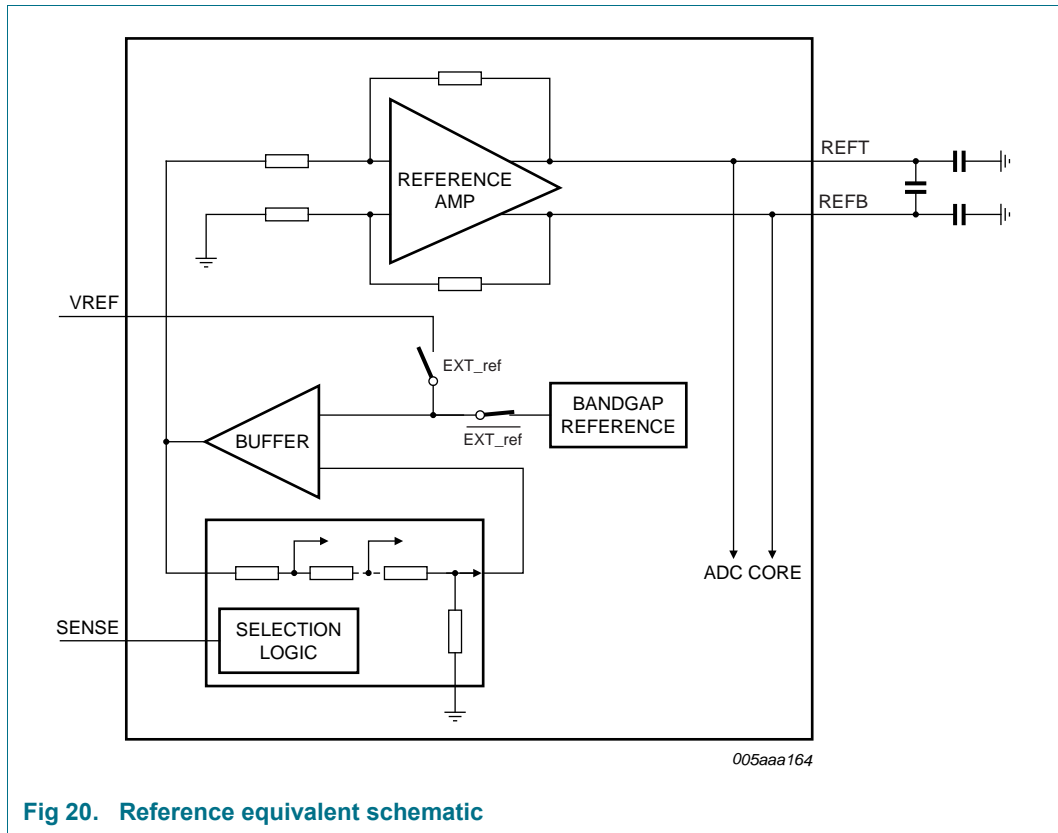 REFERENCE
AMP
REFT
REFB
VREF
EXT_ref
BANDGAP
REFERENCE
EXT_ref
BUFFER
ADC CORE
SENSE
SELECTION
LOGIC
005aaa164
Fig 20. Reference equivalent schematic